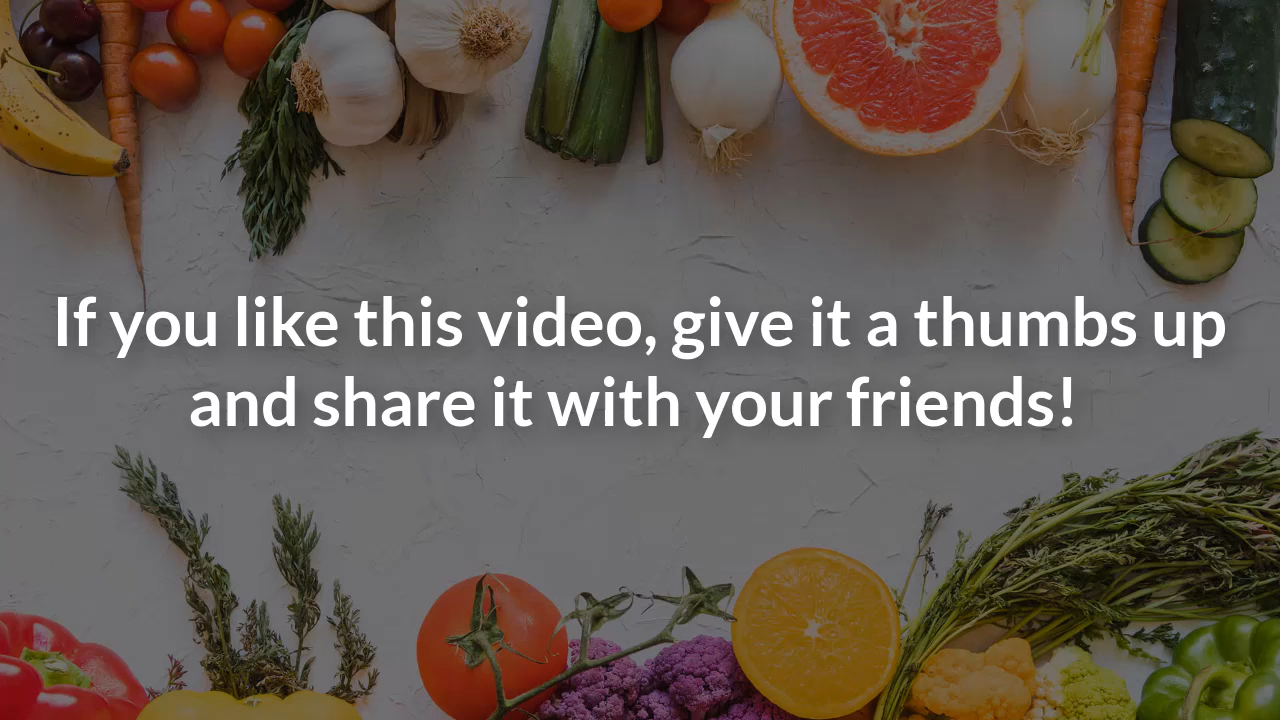 If you like this video, give it a thumbs up
and share it with your friends!